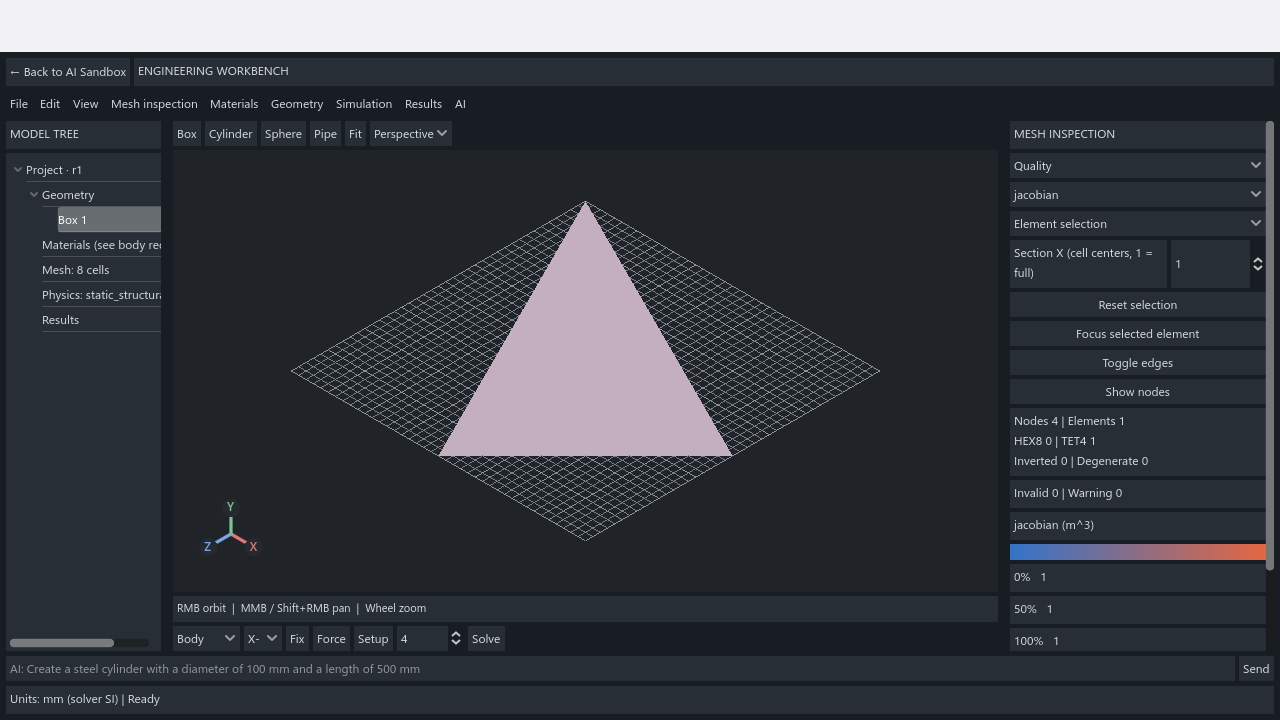 ← Back to AI Sandbox
ENGINEERING WORKBENCH
File Edit View Mesh inspection Materials Geometry Simulation Results AI
MODEL TREE
Project · r1
Geometry
Box 1
Materials (see body re
Mesh: 8 cells
Physics: static_structura
Results
Box Cylinder Sphere Pipe Fit Perspective
Y
Z
X
RMB orbit | MMB / Shift+RMB pan | Wheel zoom
Body X- Fix Force Setup 4 Solve
MESH INSPECTION
Quality
jacobian
Element selection
Section X (cell centers, 1 =
full)
1
Reset selection
Focus selected element
Toggle edges
Show nodes
Nodes 4 | Elements 1
HEX8 0 | TET4 1
Inverted 0 | Degenerate 0
Invalid 0 | Warning 0
jacobian (m^3)
0% 1
50% 1
100% 1
AI: Create a steel cylinder with a diameter of 100 mm and a length of 500 mm
Send
Units: mm (solver SI) | Ready